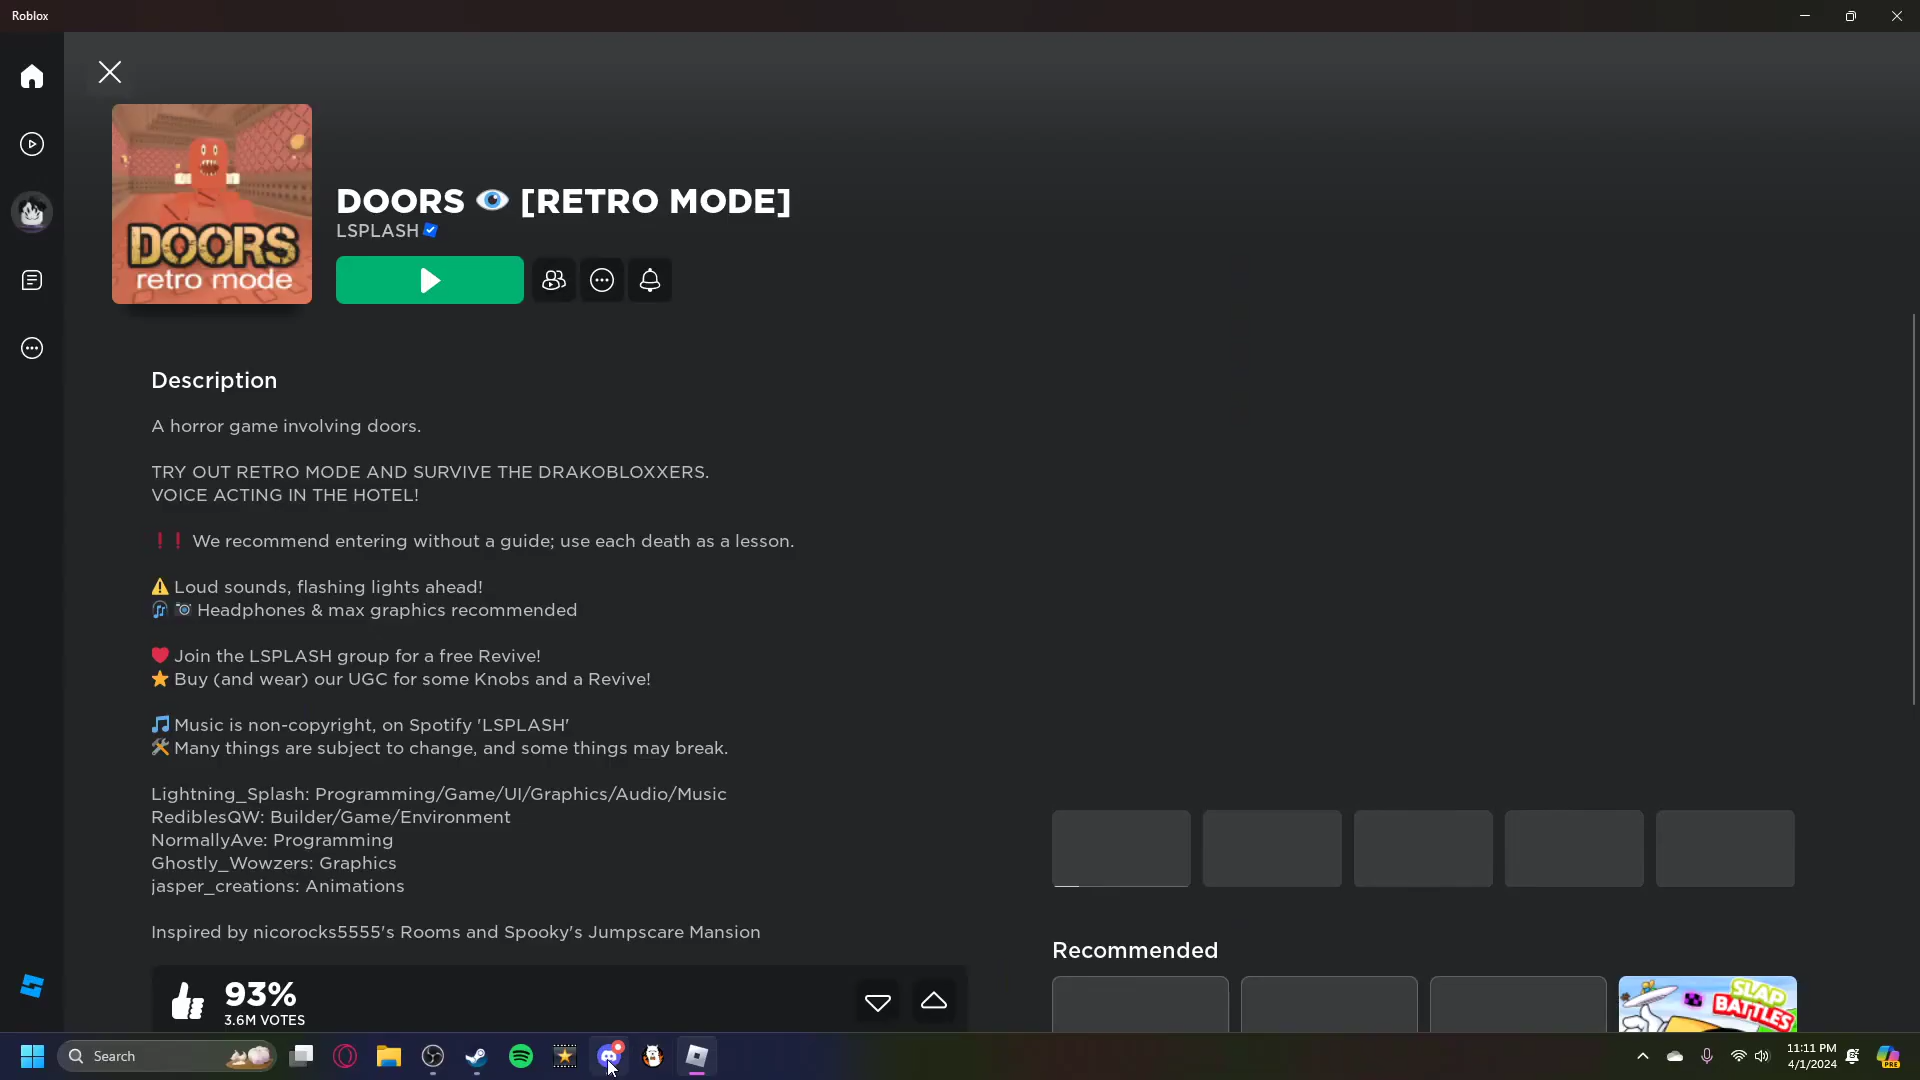 Roblox
DOORS
retro mode
DOORS 👁 [RETRO MODE]
LSPLASH
Description
A horror game involving doors.
TRY OUT RETRO MODE AND SURVIVE THE DRAKOBLOXXERS.
VOICE ACTING IN THE HOTEL!
❗❗ We recommend entering without a guide; use each death as a lesson.
⚠️ Loud sounds, flashing lights ahead!
🎧 📷 Headphones & max graphics recommended
❤️ Join the LSPLASH group for a free Revive!
⭐ Buy (and wear) our UGC for some Knobs and a Revive!
🎵 Music is non-copyright, on Spotify 'LSPLASH'
🛠️ Many things are subject to change, and some things may break.
Lightning_Splash: Programming/Game/UI/Graphics/Audio/Music
RediblesQW: Builder/Game/Environment
NormallyAve: Programming
Ghostly_Wowzers: Graphics
jasper_creations: Animations
Inspired by nicorocks5555's Rooms and Spooky's Jumpscare Mansion
93%
3.6M VOTES
Recommended
SLAP
BATTLES
Search
11:11 PM
4/1/2024
PRE